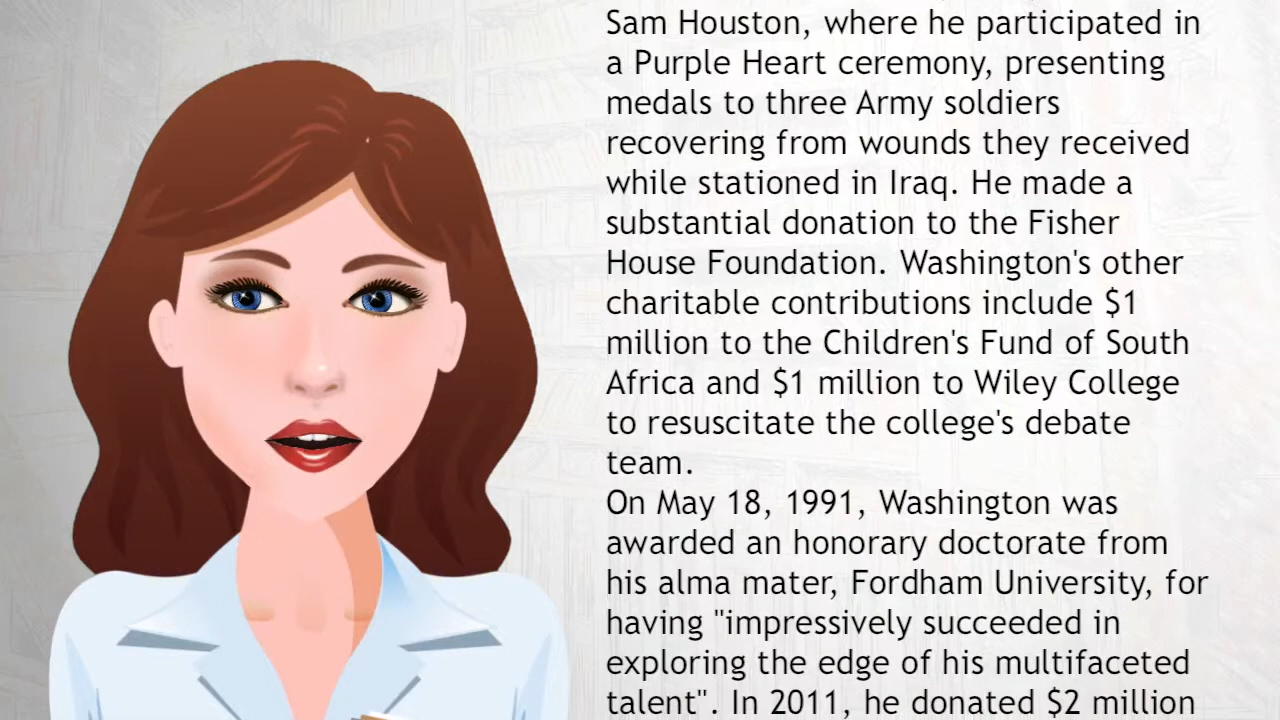 Sam Houston, where he participated in
a Purple Heart ceremony, presenting
medals to three Army soldiers
recovering from wounds they received
while stationed in Iraq. He made a
substantial donation to the Fisher
House Foundation. Washington's other
charitable contributions include $1
million to the Children's Fund of South
Africa and $1 million to Wiley College
to resuscitate the college's debate
team.
On May 18, 1991, Washington was
awarded an honorary doctorate from
his alma mater, Fordham University, for
having "impressively succeeded in
exploring the edge of his multifaceted
talent". In 2011, he donated $2 million